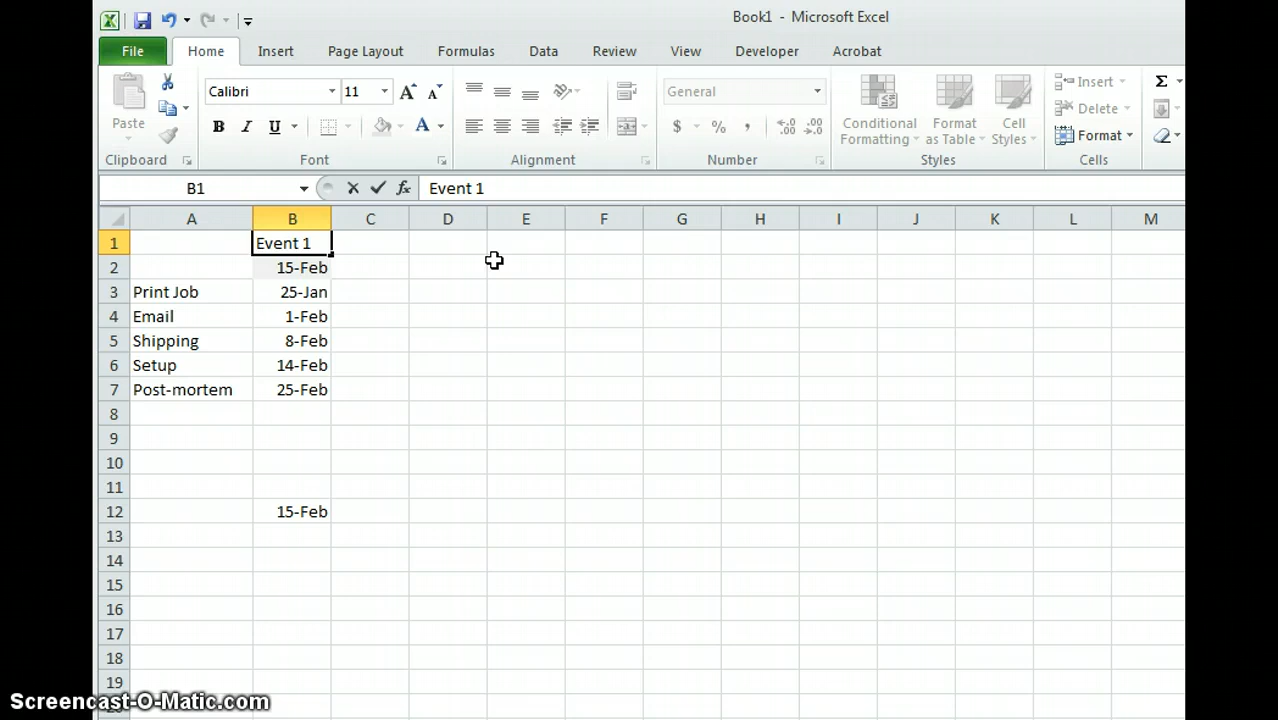 Book1 - Microsoft Excel
File Home Insert Page Layout Formulas Data Review View Developer Acrobat
Calibri 11 General Insert Σ
Paste B I U A $ % , Conditional Formatting Format as Table Cell Styles Delete
Format
Clipboard Font Alignment Number Styles Cells
B1 fx Event 1
A B C D E F G H I J K L M
1 Event 1
2 15-Feb
3 Print Job 25-Jan
4 Email 1-Feb
5 Shipping 8-Feb
6 Setup 14-Feb
7 Post-mortem 25-Feb
8
9
10
11
12 15-Feb
13
14
15
16
17
18
19
Screencast-O-Matic.com